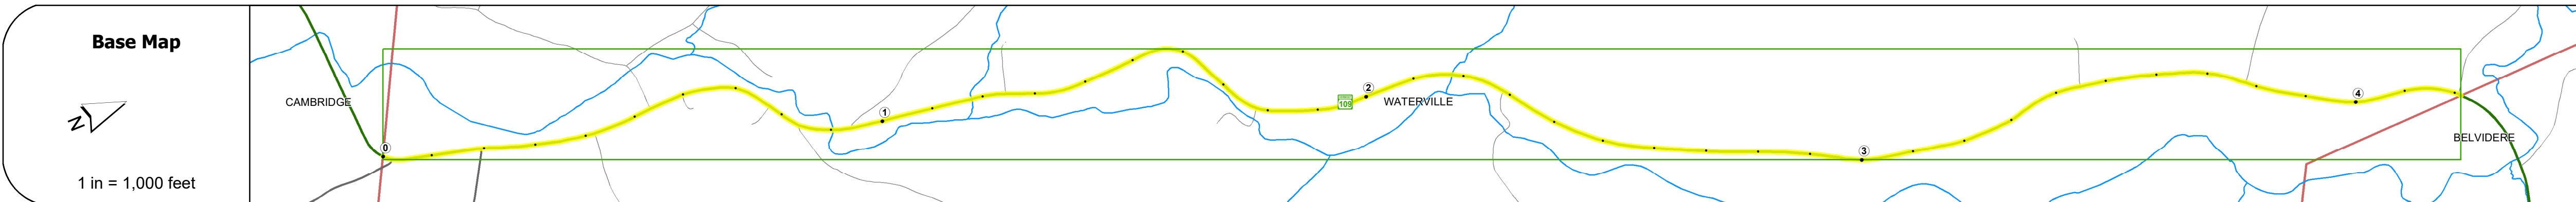 Base Map
N
1 in = 1,000 feet
CAMBRIDGE
0
1
109
2
WATERVILLE
3
4
BELVIDERE